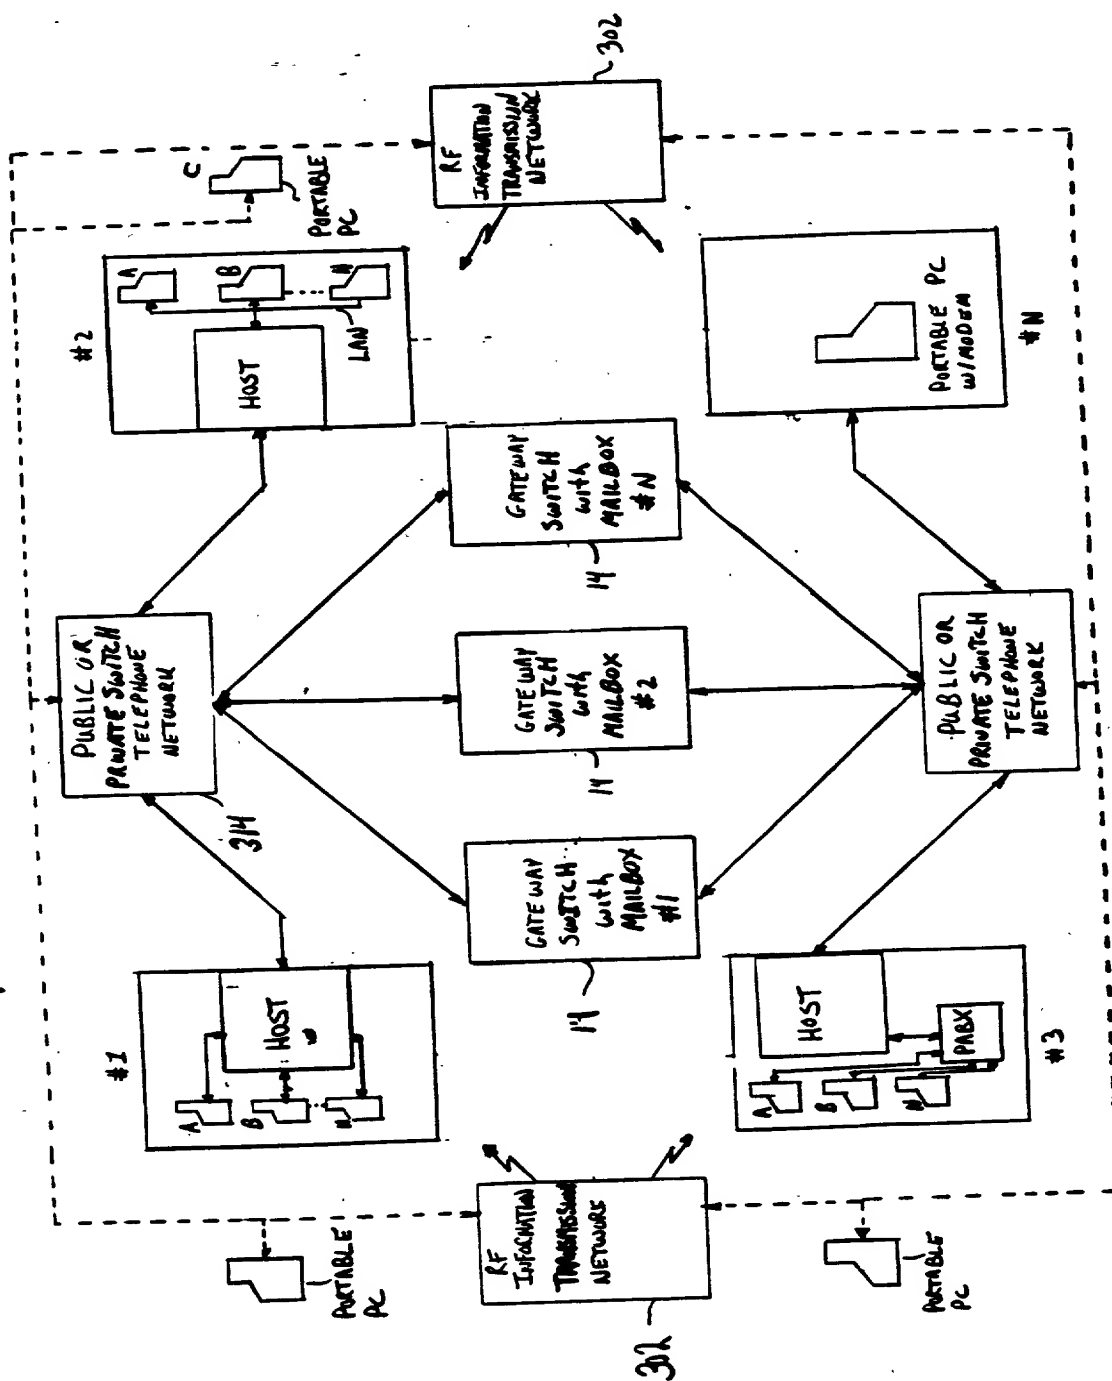 #1
A
B
N
HOST
314
PUBLIC OR
PRIVATE SWITCH
TELEPHONE
NETWORK
#2
HOST
A
B
N
LAN
C
PORTABLE
PC
PORTABLE
PC
302
RF
INFORMATION
TRANSMISSION
NETWORK
14
GATEWAY
SWITCH
with
MAILBOX
#1
14
GATEWAY
SWITCH
with
MAILBOX
#2
14
GATEWAY
SWITCH
with
MAILBOX
#N
RF
INFORMATION
TRANSMISSION
NETWORK
302
PORTABLE
PC
A
B
N
HOST
PABX
#3
PUBLIC OR
PRIVATE SWITCH
TELEPHONE
NETWORK
PORTABLE PC
W/MODEM
#N